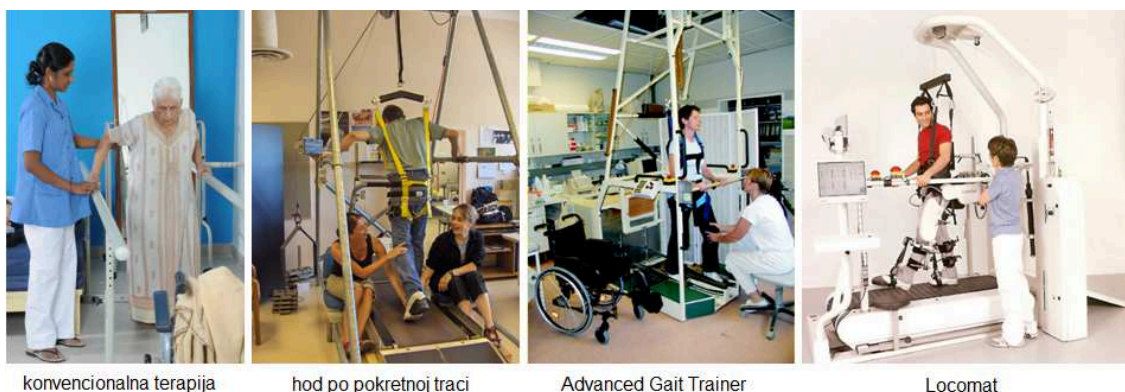 konvencionalna terapija
hod po pokretnoj traci
Advanced Gait Trainer
Locomat